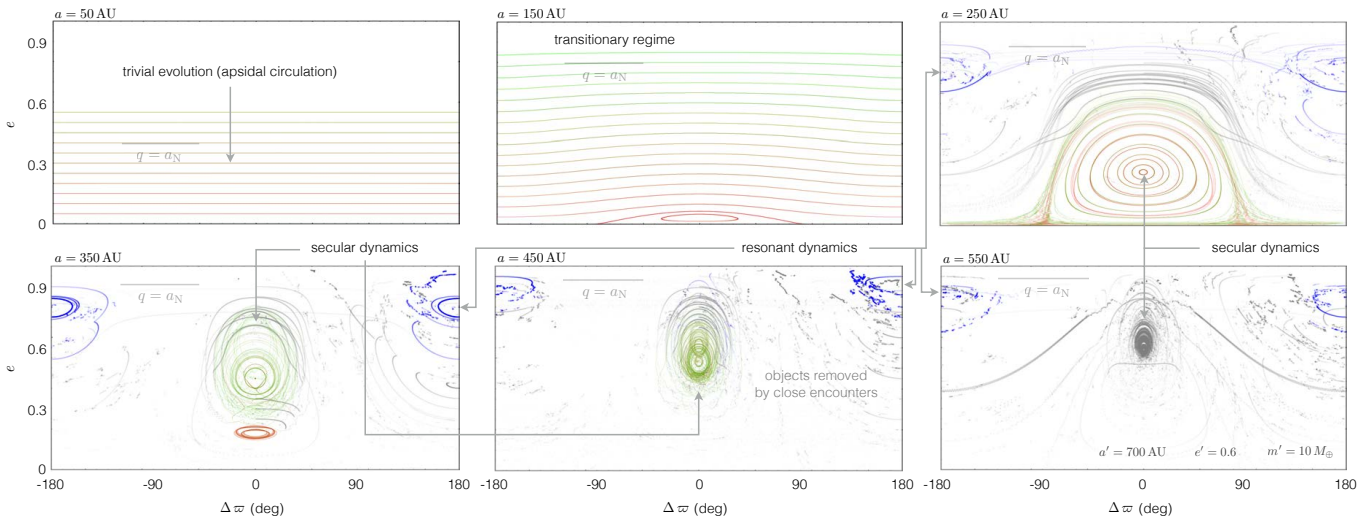 a = 50 AU
a = 150 AU
a = 250 AU
0.9
0.6
0.3
0
e
trivial evolution (apsidal circulation)
q = a_N
transitionary regime
q = a_N
q = a_N
secular dynamics
resonant dynamics
secular dynamics
a = 350 AU
a = 450 AU
a = 550 AU
0.9
0.6
0.3
0
e
q = a_N
q = a_N
objects removed
by close encounters
q = a_N
a′ = 700 AU e′ = 0.6 m′ = 10 M⊕
-180 -90 0 90 180
-180 -90 0 90 180
-180 -90 0 90 180
Δϖ (deg)
Δϖ (deg)
Δϖ (deg)